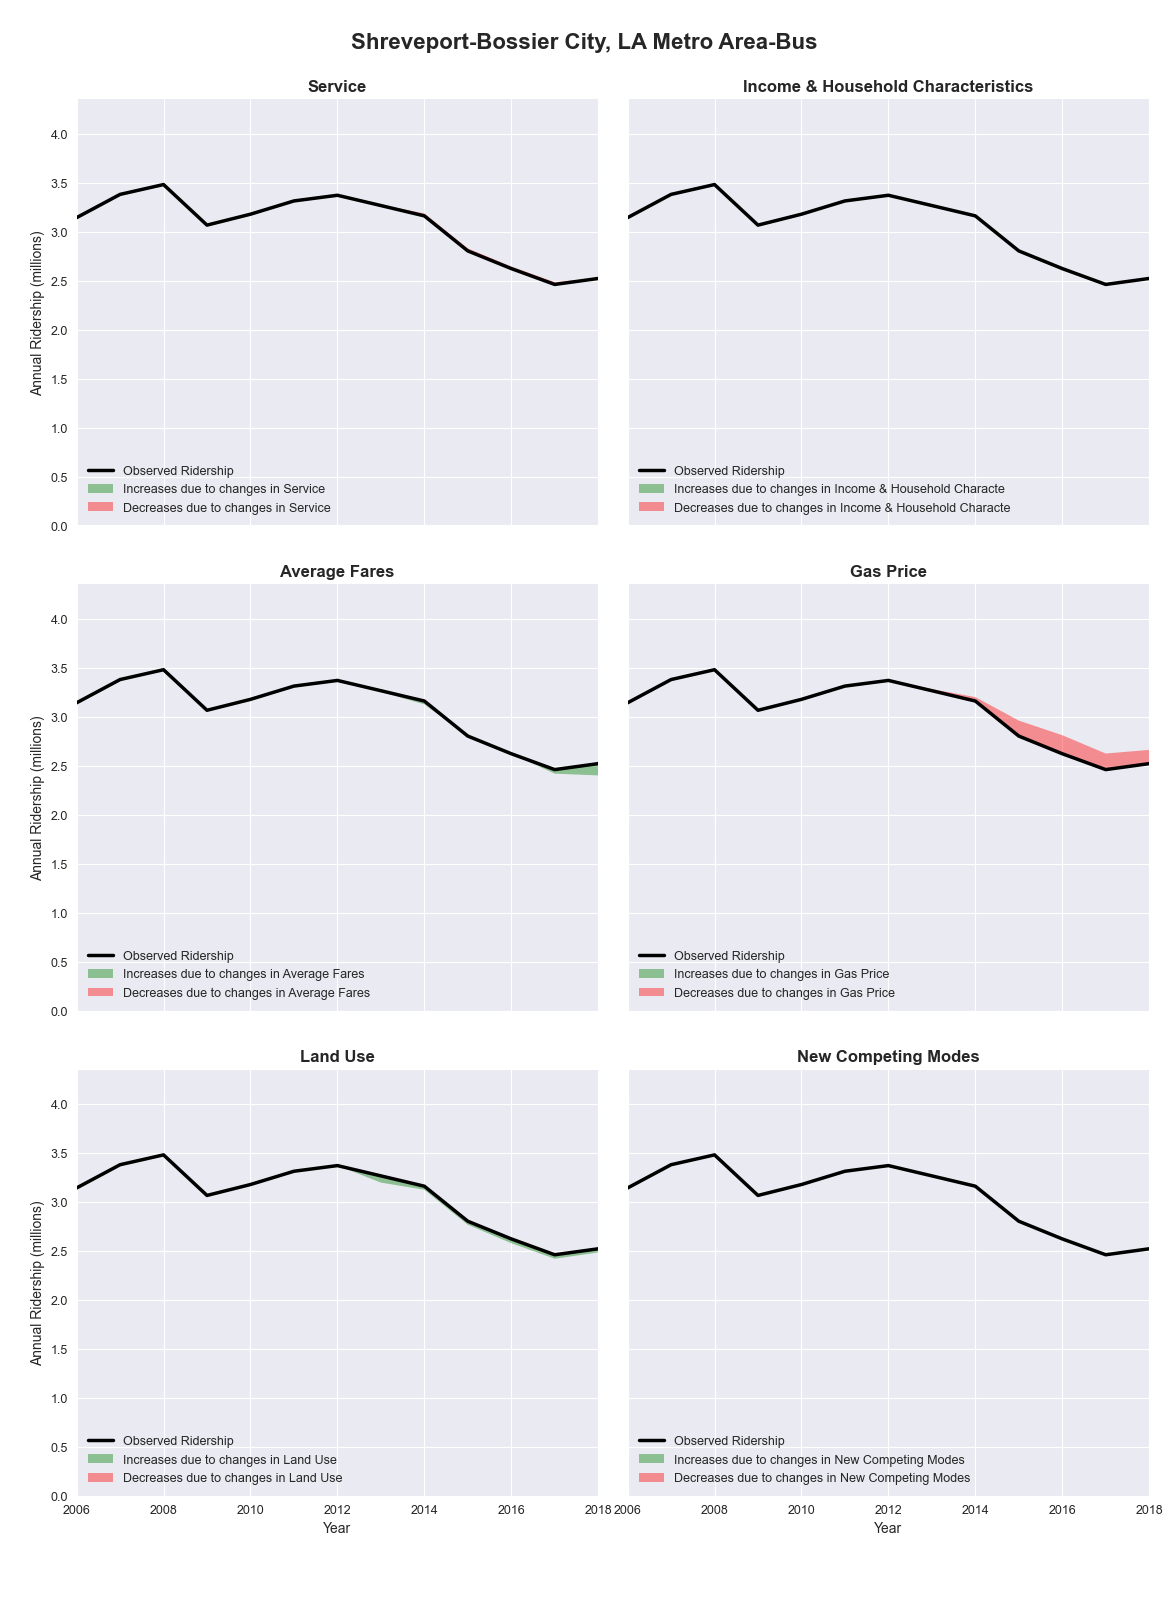 Shreveport-Bossier City, LA Metro Area-Bus
Service
Annual Ridership (millions)
4.0
3.5
3.0
2.5
2.0
1.5
1.0
0.5
0.0
Observed Ridership
Increases due to changes in Service
Decreases due to changes in Service
Income & Household Characteristics
Observed Ridership
Increases due to changes in Income & Household Characte
Decreases due to changes in Income & Household Characte
Average Fares
Annual Ridership (millions)
4.0
3.5
3.0
2.5
2.0
1.5
1.0
0.5
0.0
Observed Ridership
Increases due to changes in Average Fares
Decreases due to changes in Average Fares
Gas Price
Observed Ridership
Increases due to changes in Gas Price
Decreases due to changes in Gas Price
Land Use
Annual Ridership (millions)
4.0
3.5
3.0
2.5
2.0
1.5
1.0
0.5
0.0
Observed Ridership
Increases due to changes in Land Use
Decreases due to changes in Land Use
2006 2008 2010 2012 2014 2016 2018
Year
New Competing Modes
Observed Ridership
Increases due to changes in New Competing Modes
Decreases due to changes in New Competing Modes
2006 2008 2010 2012 2014 2016 2018
Year